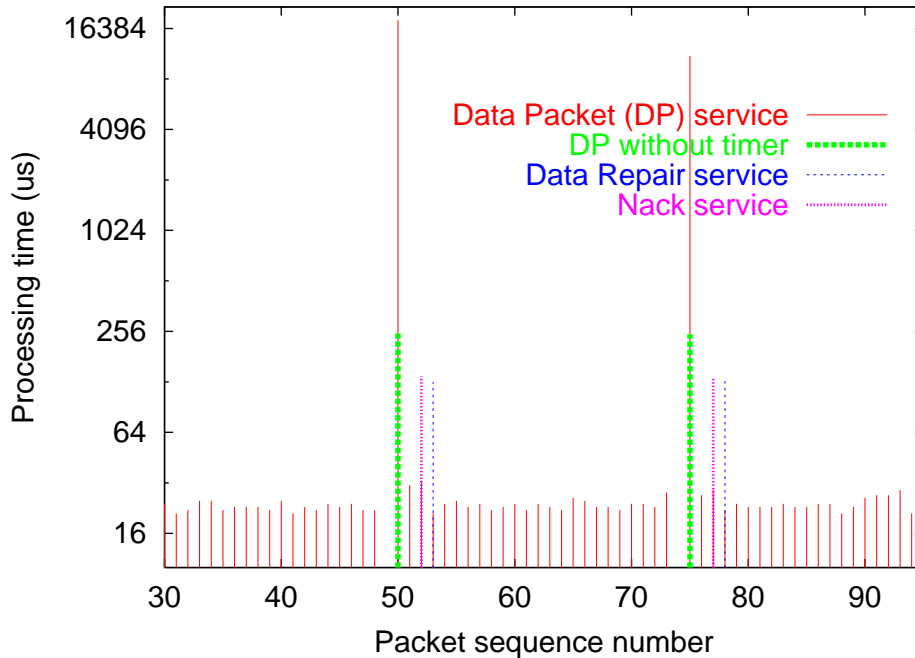 16384
4096
1024
256
64
16
Processing time (us)
Data Packet (DP) service
DP without timer
Data Repair service
Nack service
30 40 50 60 70 80 90
Packet sequence number